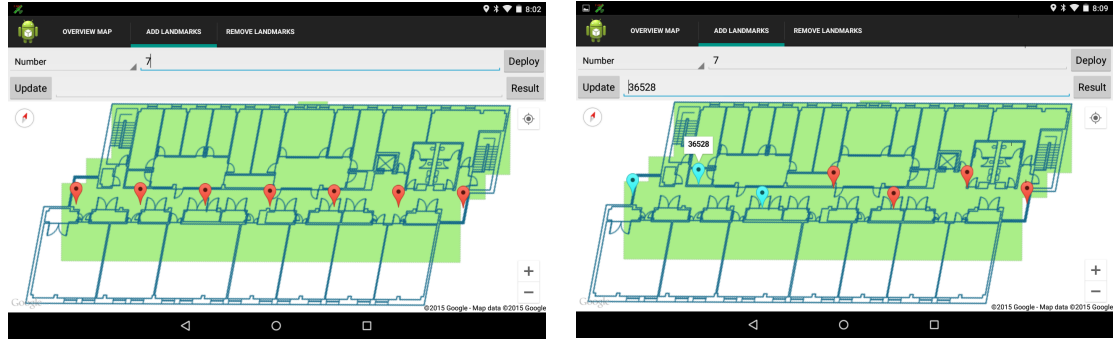 8:02
OVERVIEW MAP ADD LANDMARKS REMOVE LANDMARKS
Number 7 Deploy
Update Result
Google
+
−
©2015 Google - Map data ©2015 Google
8:09
OVERVIEW MAP ADD LANDMARKS REMOVE LANDMARKS
Number 7 Deploy
Update 36528 Result
36528
Google
+
−
©2015 Google - Map data ©2015 Google